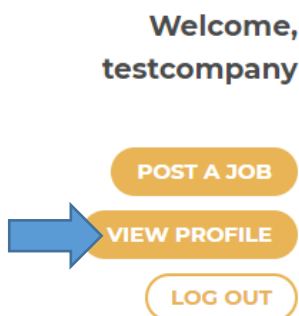 Welcome,
testcompany
POST A JOB
VIEW PROFILE
LOG OUT